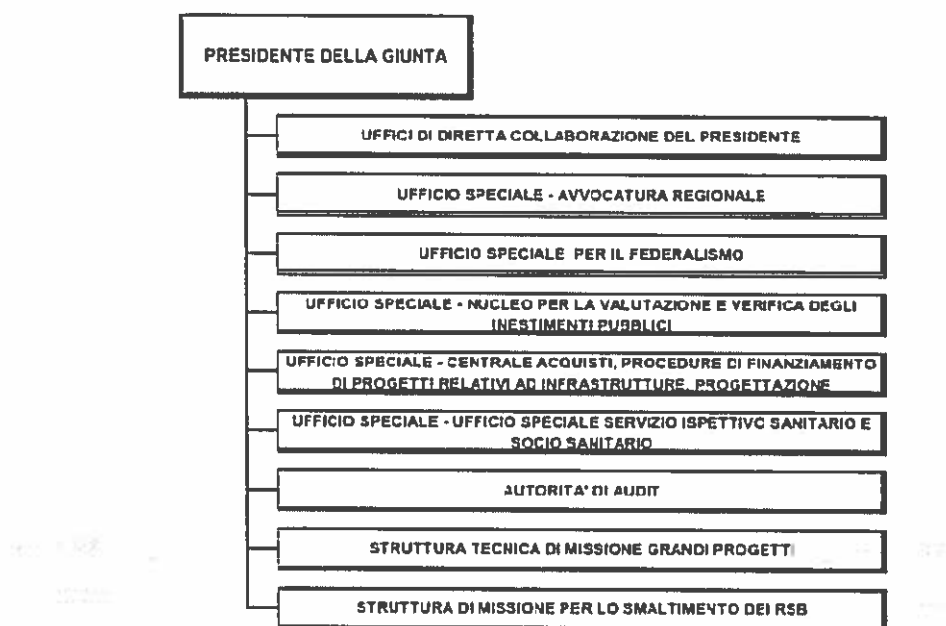 PRESIDENTE DELLA GIUNTA
UFFICI DI DIRETTA COLLABORAZIONE DEL PRESIDENTE
UFFICIO SPECIALE - AVVOCATURA REGIONALE
UFFICIO SPECIALE PER IL FEDERALISMO
UFFICIO SPECIALE - NUCLEO PER LA VALUTAZIONE E VERIFICA DEGLI
INESTIMENTI PUBBLICI
UFFICIO SPECIALE - CENTRALE ACQUISTI, PROCEDURE DI FINANZIAMENTO
DI PROGETTI RELATIVI AD INFRASTRUTTURE, PROGETTAZIONE
UFFICIO SPECIALE - UFFICIO SPECIALE SERVIZIO ISPETTIVO SANITARIO E
SOCIO SANITARIO
AUTORITA' DI AUDIT
STRUTTURA TECNICA DI MISSIONE GRANDI PROGETTI
STRUTTURA DI MISSIONE PER LO SMALTIMENTO DEI RSB